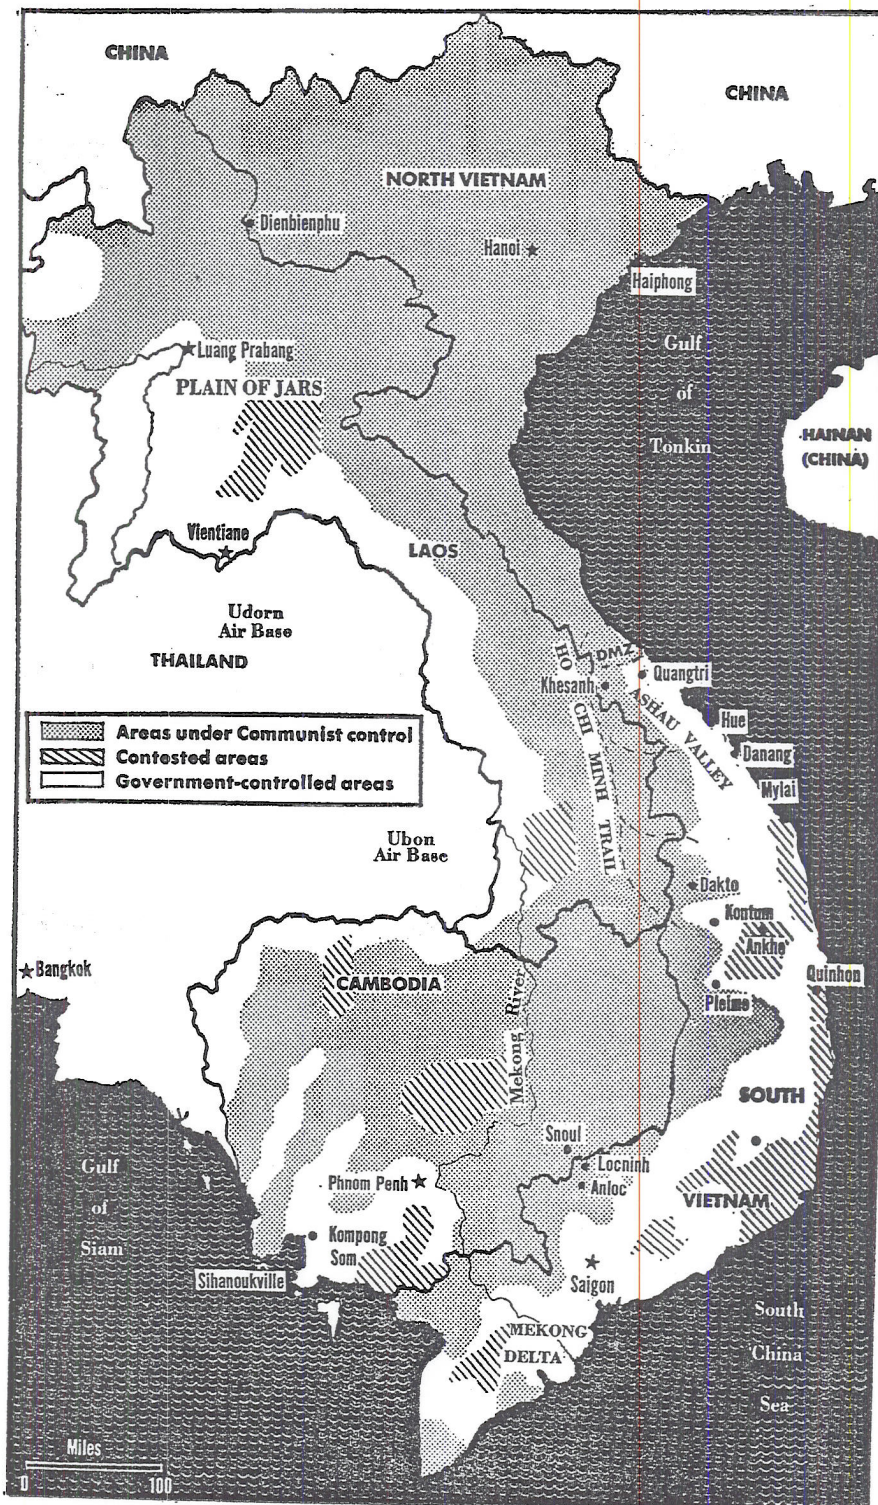 CHINA
CHINA
NORTH VIETNAM
Dienbienphu
Hanoi
Haiphong
Gulf
of
Tonkin
Luang Prabang
PLAIN OF JARS
HAINAN
(CHINA)
Vientiane
LAOS
Udorn
Air Base
THAILAND
HO CHI MINH TRAIL
DMZ
Quangtri
Khesanh
ASHAU VALLEY
Hue
Danang
Mylai
Areas under Communist control
Contested areas
Government-controlled areas
Ubon
Air Base
Dakto
Kontum
Ankhe
Bangkok
CAMBODIA
Mekong River
Quinhon
Pleime
SOUTH
VIETNAM
Snoul
Locninh
Anloc
Gulf
of
Siam
Phnom Penh
Kompong
Som
Sihanoukville
Saigon
MEKONG
DELTA
South
China
Sea
Miles
0 100